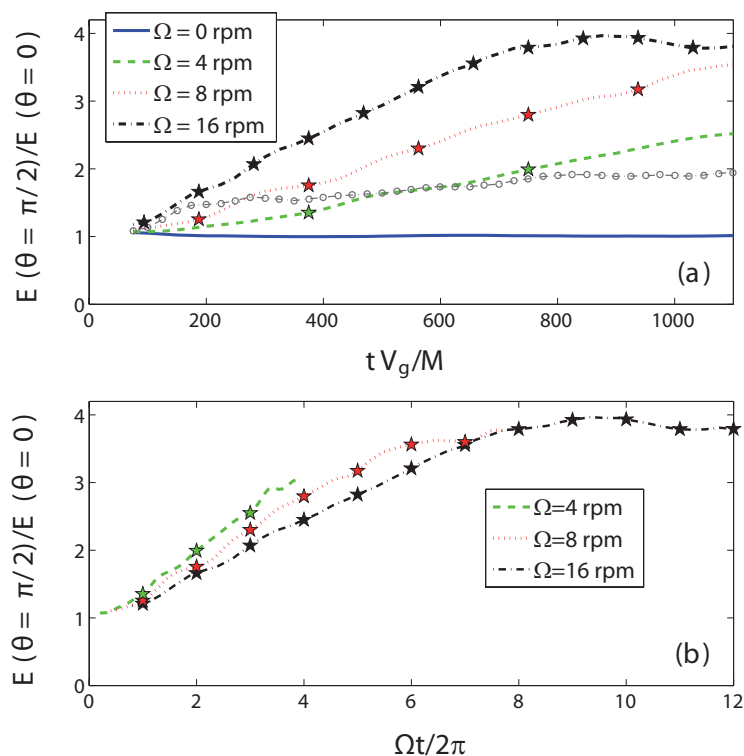 E (θ= π/2)/E (θ=0)
4
3
2
1
0
Ω = 0 rpm
Ω = 4 rpm
Ω = 8 rpm
Ω = 16 rpm
(a)
0 200 400 600 800 1000
t V_g/M
E (θ= π/2)/E (θ=0)
4
3
2
1
0
Ω=4 rpm
Ω=8 rpm
Ω=16 rpm
(b)
0 2 4 6 8 10 12
Ωt/2π